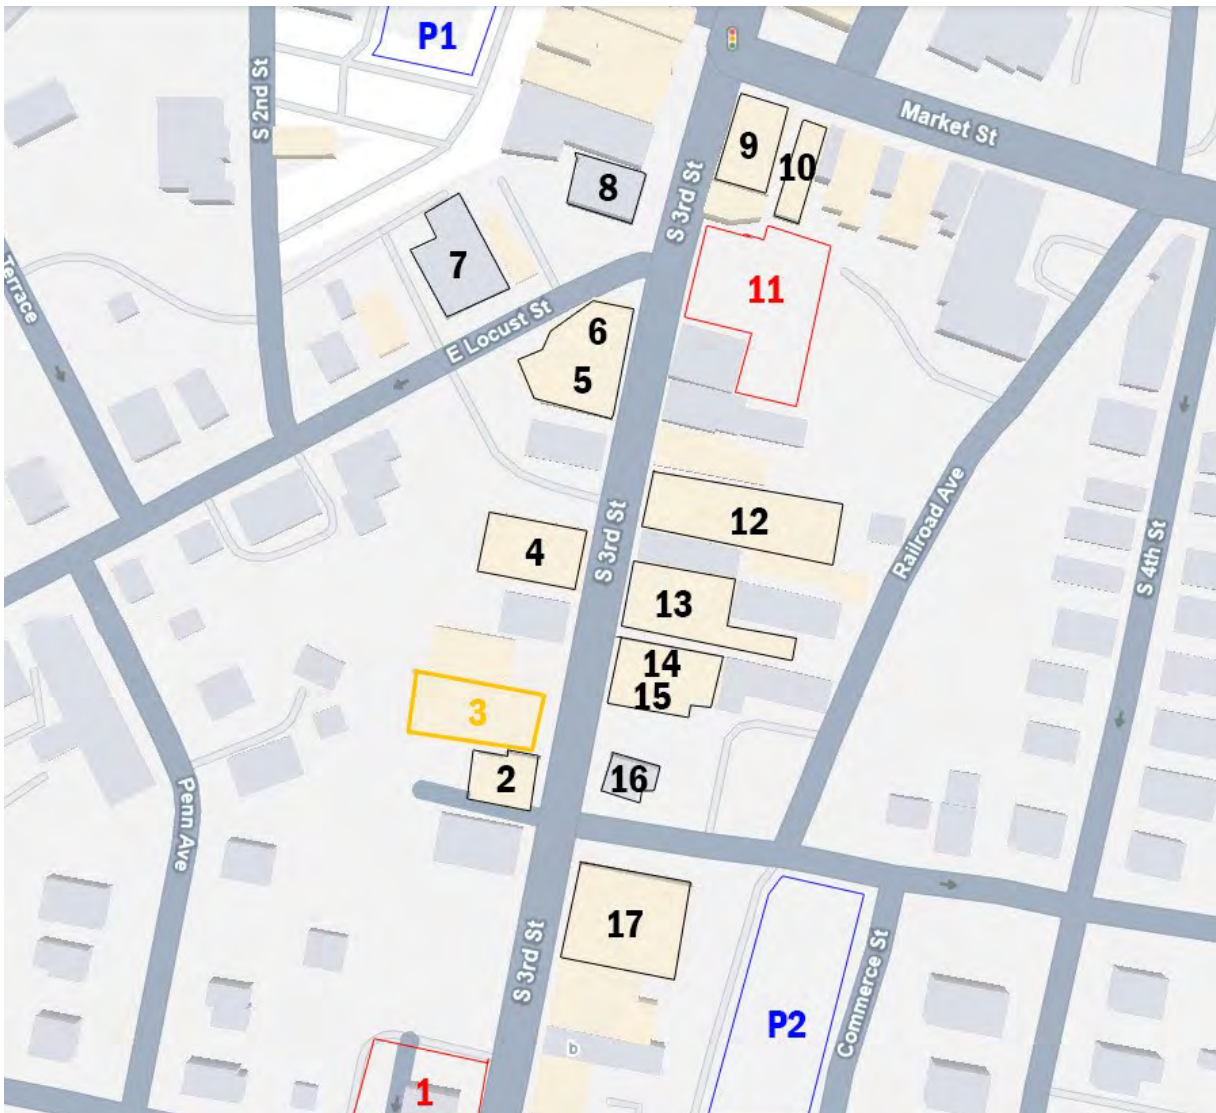 P1
S 2nd St
Market St
9
10
8
S 3rd St
7
Terrace
11
6
E Locust St
5
12
S 3rd St
Railroad Ave
4
S 4th St
13
14
15
3
2
16
Penn Ave
17
S 3rd St
Commerce St
P2
b
1